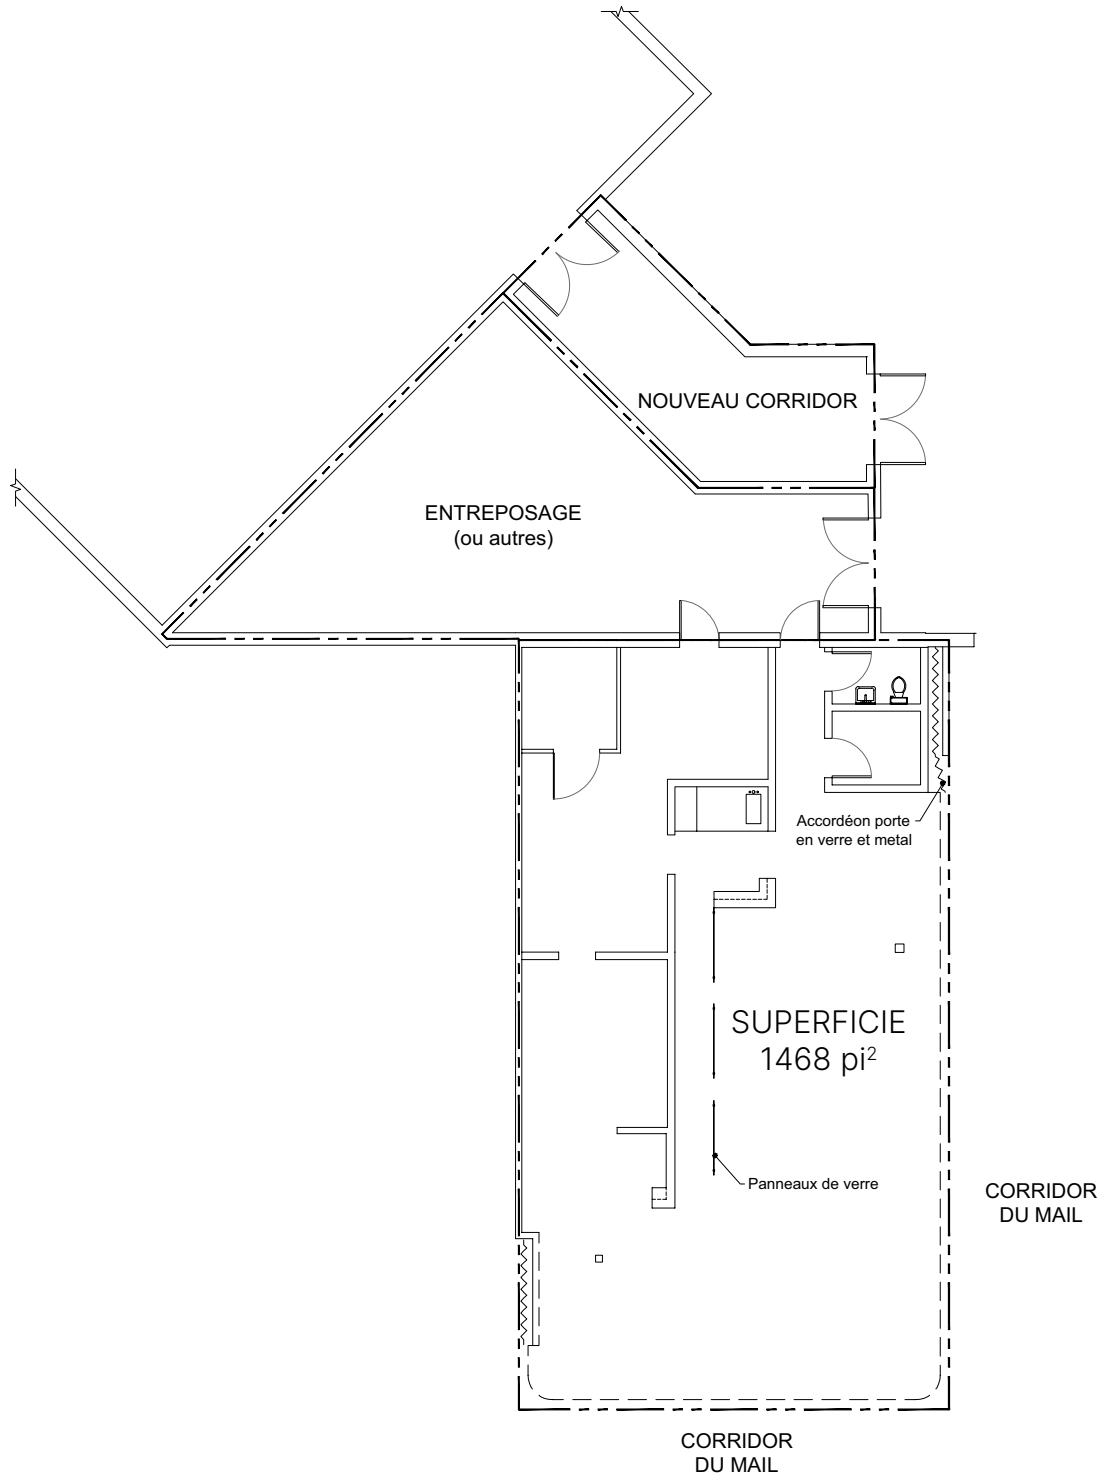 NOUVEAU CORRIDOR
ENTREPOSAGE
(ou autres)
Accordéon porte
en verre et metal
SUPERFICIE
1468 pi²
Panneaux de verre
CORRIDOR
DU MAIL
CORRIDOR
DU MAIL